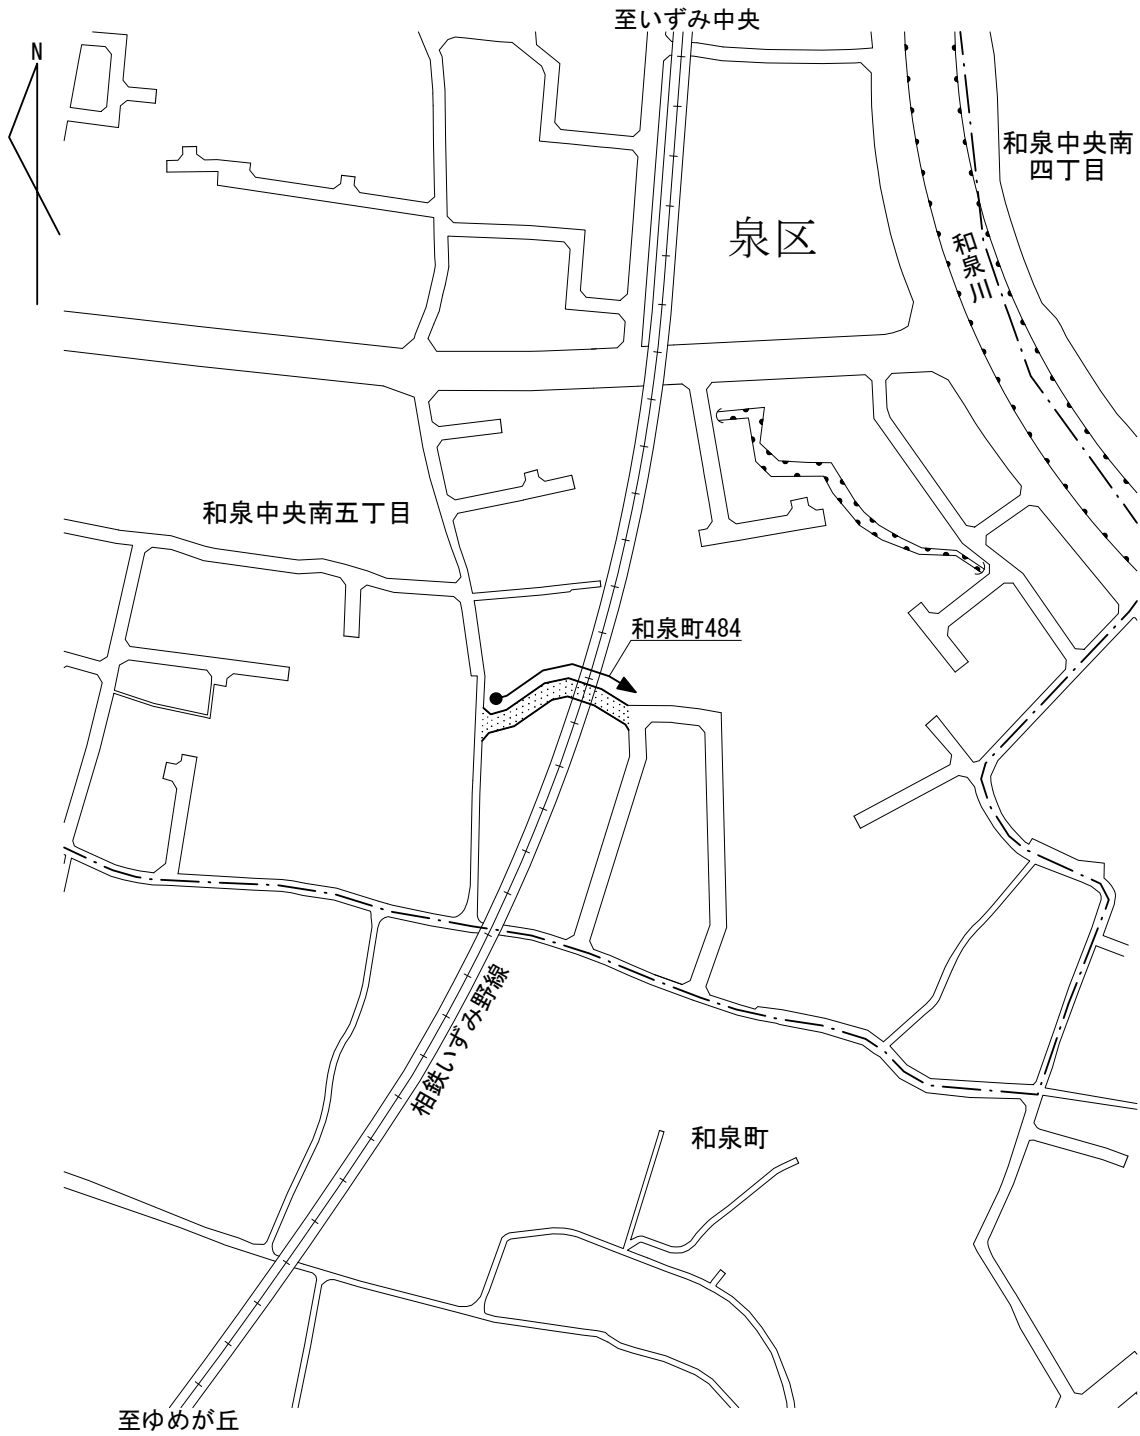 至いずみ中央
N
和泉中央南
四丁目
泉区
和泉川
和泉中央南五丁目
和泉町484
相鉄いずみ野線
和泉町
至ゆめが丘